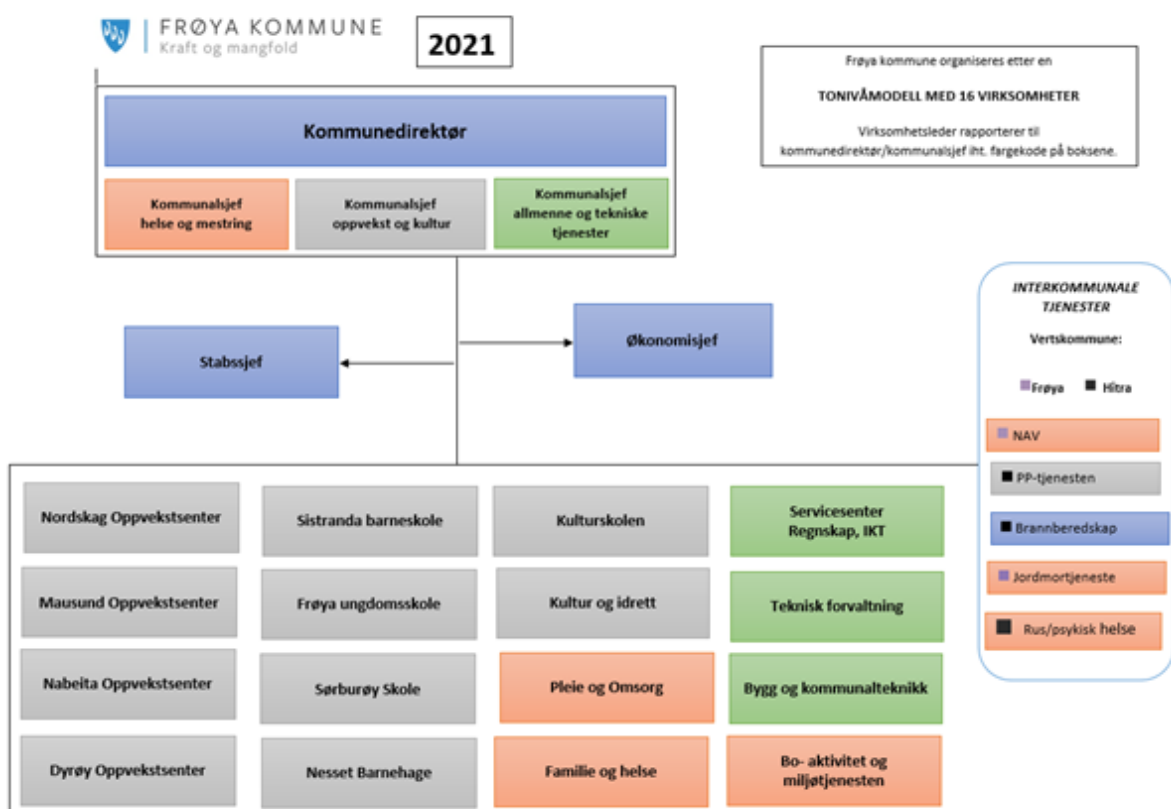 FRØYA KOMMUNE
Kraft og mangfold
2021
Frøya kommune organiseres etter en
TONIVÅMODELL MED 16 VIRKSOMHETER
Virksomhetsleder rapporterer til
kommunedirektør/kommunalsjef iht. fargekode på boksene.
Kommunedirektør
Kommunalsjef
helse og mestring
Kommunalsjef
oppvekst og kultur
Kommunalsjef
allmenne og tekniske
tjenester
Stabssjef
Økonomisjef
INTERKOMMUNALE
TJENESTER
Vertskommune:
Frøya Hitra
NAV
PP-tjenesten
Brannberedskap
Jordmortjeneste
Rus/psykisk helse
Nordskag Oppvekstsenter
Sistranda barneskole
Kulturskolen
Servicesenter
Regnskap, IKT
Mausund Oppvekstsenter
Frøya ungdomsskole
Kultur og idrett
Teknisk forvaltning
Nabeita Oppvekstsenter
Sørburøy Skole
Pleie og Omsorg
Bygg og kommunalteknikk
Dyrøy Oppvekstsenter
Nesset Barnehage
Familie og helse
Bo- aktivitet og
miljøtjenesten